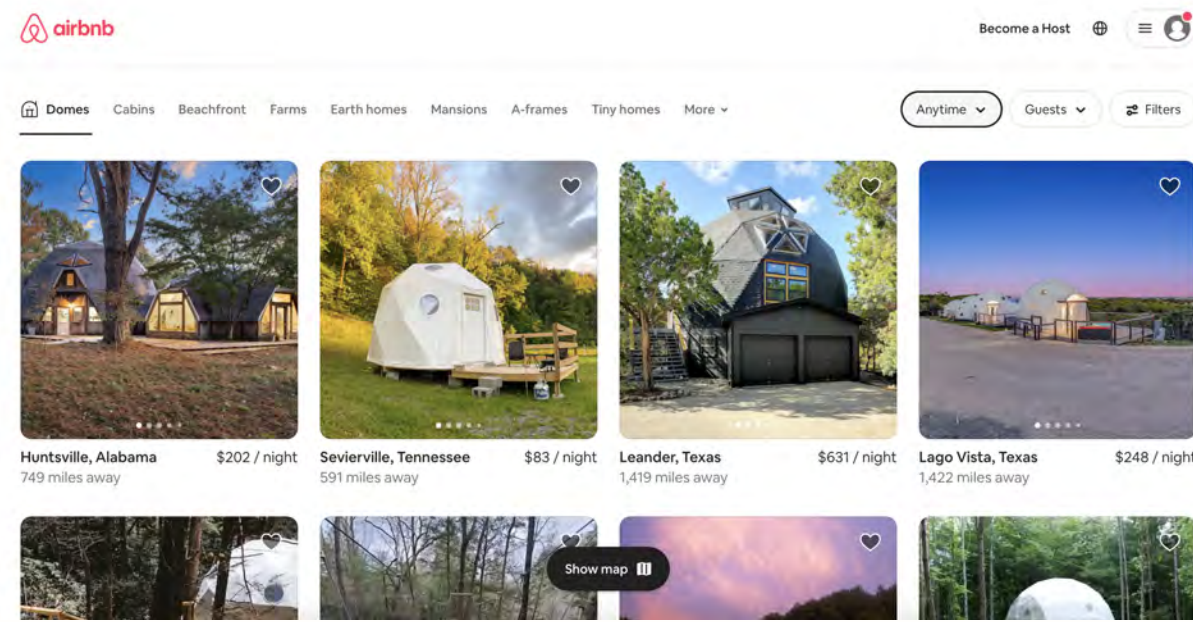 airbnb
Become a Host
Domes Cabins Beachfront Farms Earth homes Mansions A-frames Tiny homes More
Anytime Guests Filters
Huntsville, Alabama $202 / night
749 miles away
Sevierville, Tennessee $83 / night
591 miles away
Leander, Texas $631 / night
1,419 miles away
Lago Vista, Texas $248 / night
1,422 miles away
Show map